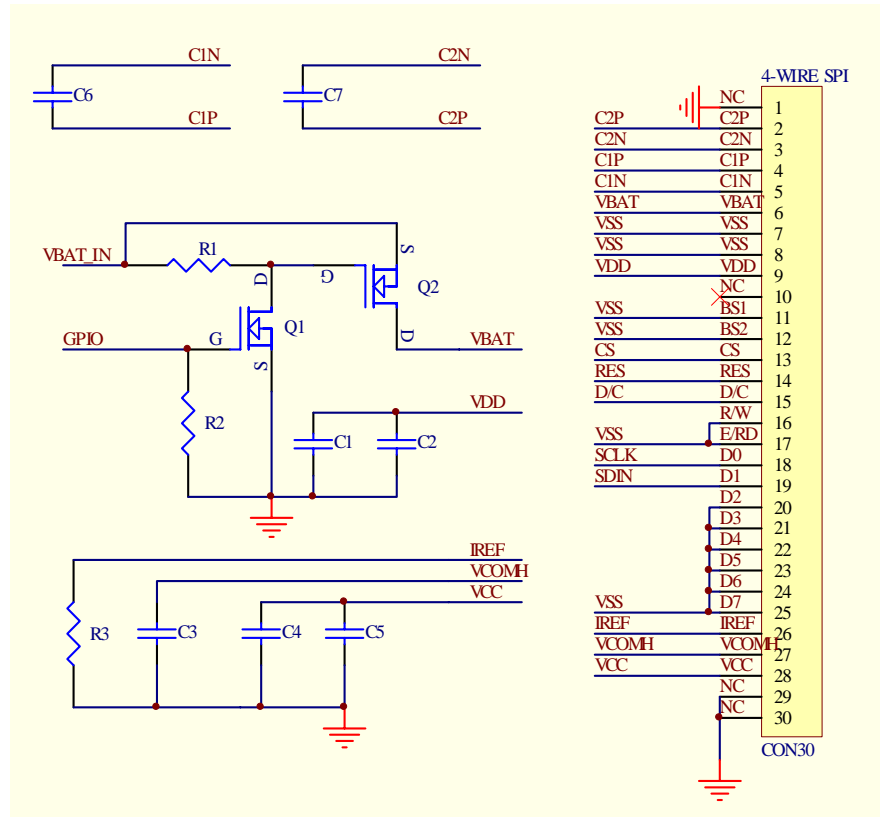 C1N
C6
C1P
C2N
C7
C2P
VBAT_IN
R1
D
G
S
Q2
D
VBAT
GPIO
G
Q1
S
R2
VDD
C1
C2
IREF
VCOMH
VCC
R3
C3
C4
C5
4-WIRE SPI
NC 1
C2P C2P 2
C2N C2N 3
C1P C1P 4
C1N C1N 5
VBAT VBAT 6
VSS VSS 7
VSS VSS 8
VDD VDD 9
NC 10
VSS BS1 11
VSS BS2 12
CS CS 13
RES RES 14
D/C D/C 15
R/W 16
VSS E/RD 17
SCLK D0 18
SDIN D1 19
D2 20
D3 21
D4 22
D5 23
D6 24
VSS D7 25
IREF IREF 26
VCOMH VCOMH 27
VCC VCC 28
NC 29
NC 30
CON30